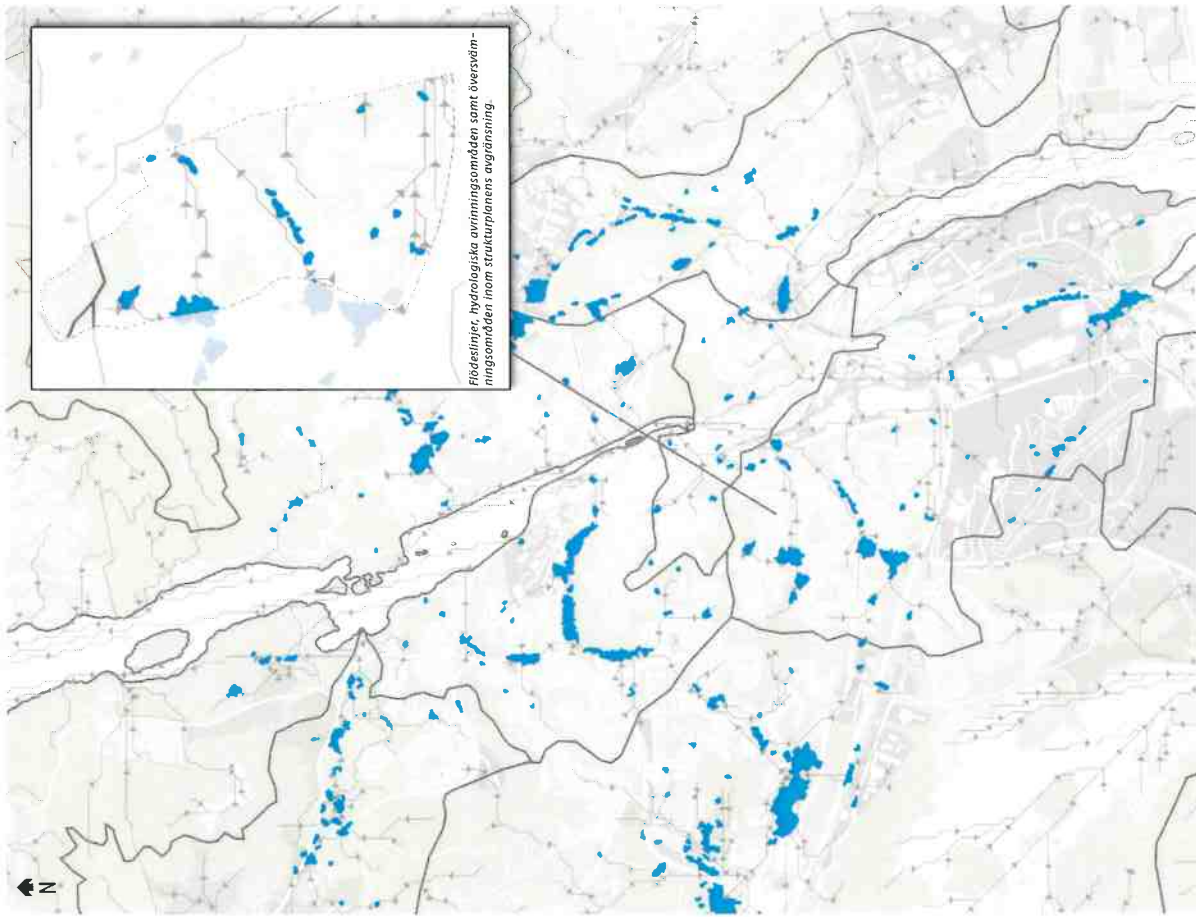 Flödeslinjer, hydrologiska avrinningsområden samt översväm-
ningsområden inom strukturplanens avgränsning.
N